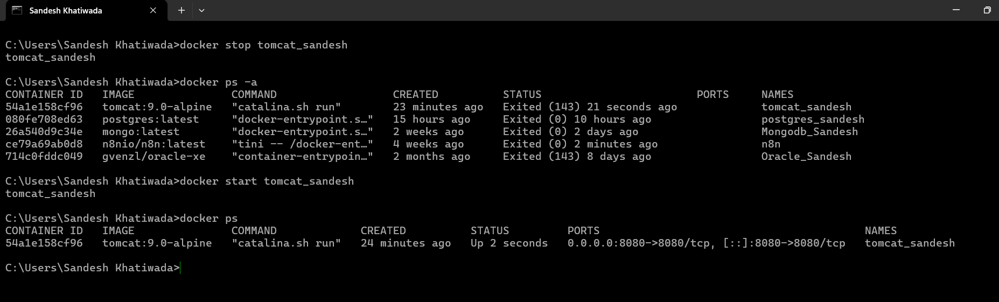 Sandesh Khatiwada
C:\Users\Sandesh Khatiwada>docker stop tomcat_sandesh
tomcat_sandesh
C:\Users\Sandesh Khatiwada>docker ps -a
CONTAINER ID   IMAGE               COMMAND                  CREATED          STATUS                        PORTS     NAMES
54a1e158cf96   tomcat:9.0-alpine   "catalina.sh run"        23 minutes ago   Exited (143) 21 seconds ago             tomcat_sandesh
080fe708ed63   postgres:latest     "docker-entrypoint.s…"   15 hours ago     Exited (0) 10 hours ago                 postgres_sandesh
26a540d9c34e   mongo:latest        "docker-entrypoint.s…"   2 weeks ago      Exited (0) 2 days ago                   Mongodb_Sandesh
ce79a69ab0d8   n8nio/n8n:latest    "tini -- /docker-ent…"   4 weeks ago      Exited (0) 2 minutes ago                n8n
714c0fddc049   gvenzl/oracle-xe    "container-entrypoin…"   2 months ago     Exited (143) 8 days ago                 Oracle_Sandesh
C:\Users\Sandesh Khatiwada>docker start tomcat_sandesh
tomcat_sandesh
C:\Users\Sandesh Khatiwada>docker ps
CONTAINER ID   IMAGE               COMMAND             CREATED          STATUS         PORTS                                         NAMES
54a1e158cf96   tomcat:9.0-alpine   "catalina.sh run"   24 minutes ago   Up 2 seconds   0.0.0.0:8080->8080/tcp, [::]:8080->8080/tcp   tomcat_sandesh
C:\Users\Sandesh Khatiwada>